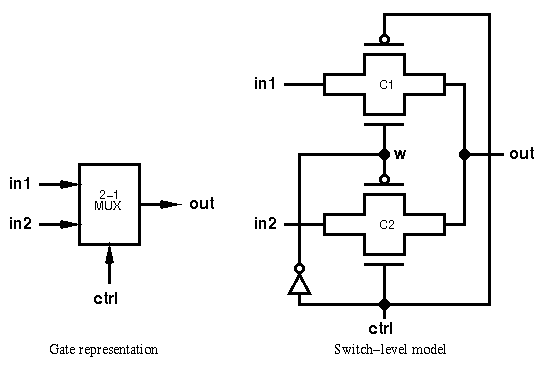 in1
in2
2-1
MUX
out
ctrl
Gate representation
in1
C1
w
out
in2
C2
ctrl
Switch-level model